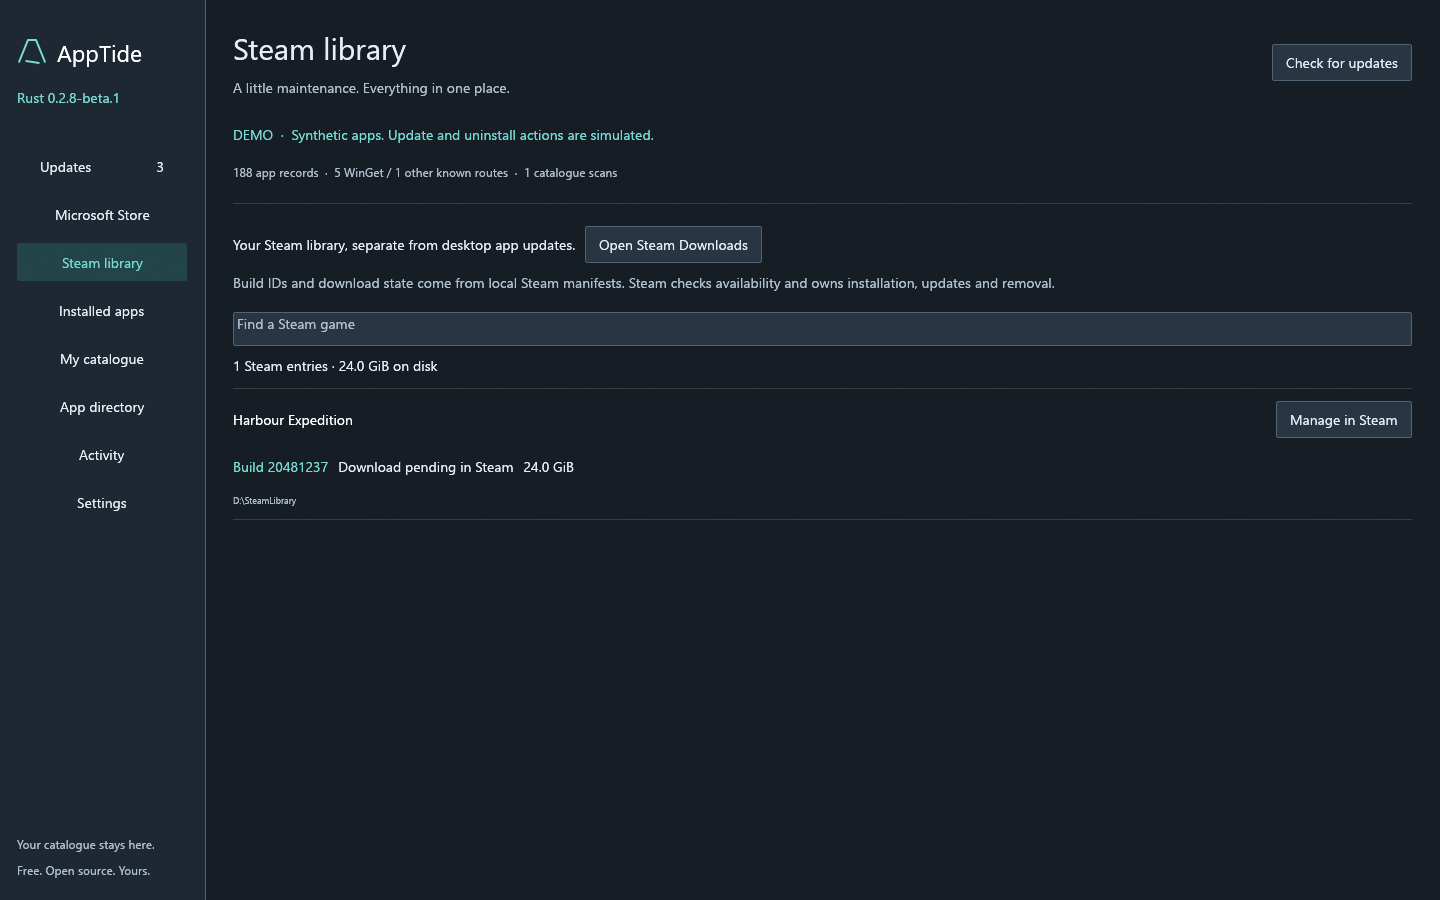 AppTide
Rust 0.2.8-beta.1
Updates 3
Microsoft Store
Steam library
Installed apps
My catalogue
App directory
Activity
Settings
Your catalogue stays here.
Free. Open source. Yours.
Steam library
Check for updates
A little maintenance. Everything in one place.
DEMO · Synthetic apps. Update and uninstall actions are simulated.
188 app records · 5 WinGet / 1 other known routes · 1 catalogue scans
Your Steam library, separate from desktop app updates. Open Steam Downloads
Build IDs and download state come from local Steam manifests. Steam checks availability and owns installation, updates and removal.
Find a Steam game
1 Steam entries · 24.0 GiB on disk
Harbour Expedition Manage in Steam
Build 20481237 Download pending in Steam 24.0 GiB
D:\SteamLibrary